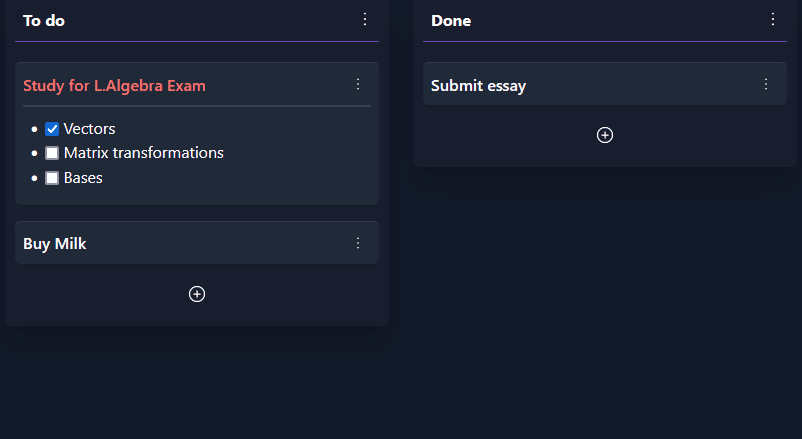 To do
Study for L.Algebra Exam
Vectors
Matrix transformations
Bases
Buy Milk
Done
Submit essay